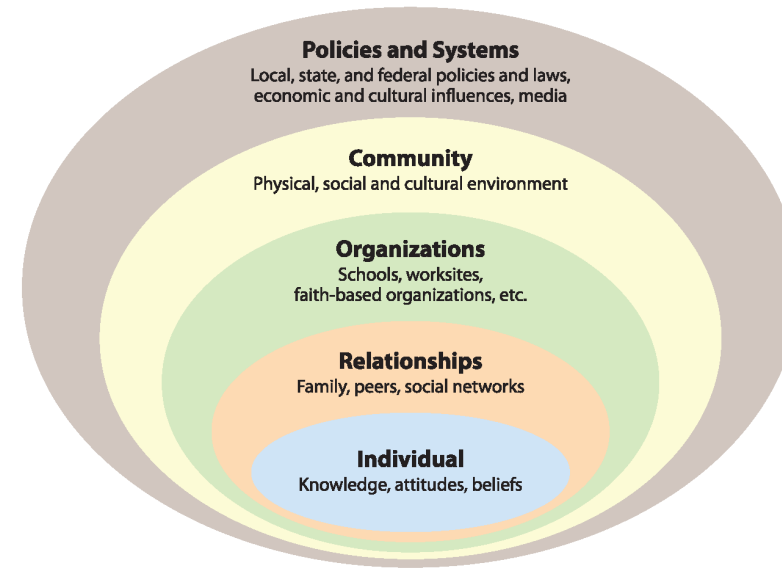 Policies and Systems
Local, state, and federal policies and laws,
economic and cultural influences, media
Community
Physical, social and cultural environment
Organizations
Schools, worksites,
faith-based organizations, etc.
Relationships
Family, peers, social networks
Individual
Knowledge, attitudes, beliefs